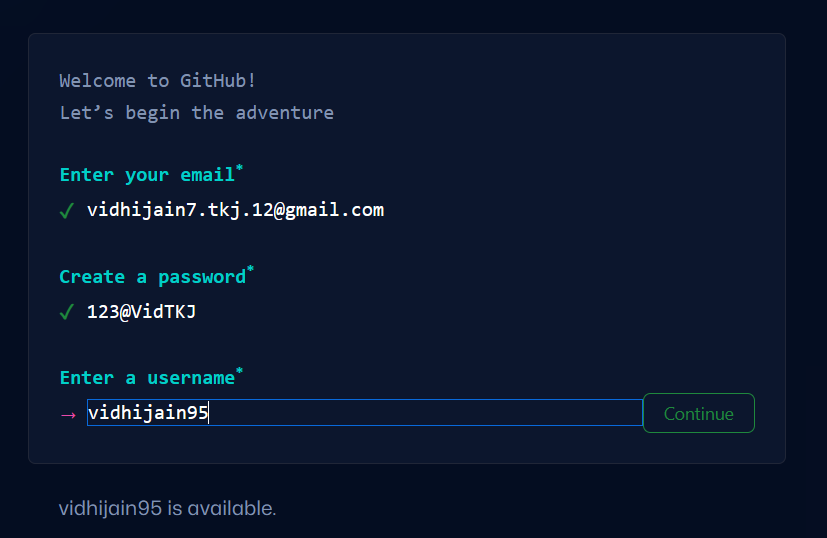 Welcome to GitHub!
Let’s begin the adventure
Enter your email*
✓ vidhijain7.tkj.12@gmail.com
Create a password*
✓ 123@VidTKJ
Enter a username*
→ vidhijain95 Continue
vidhijain95 is available.